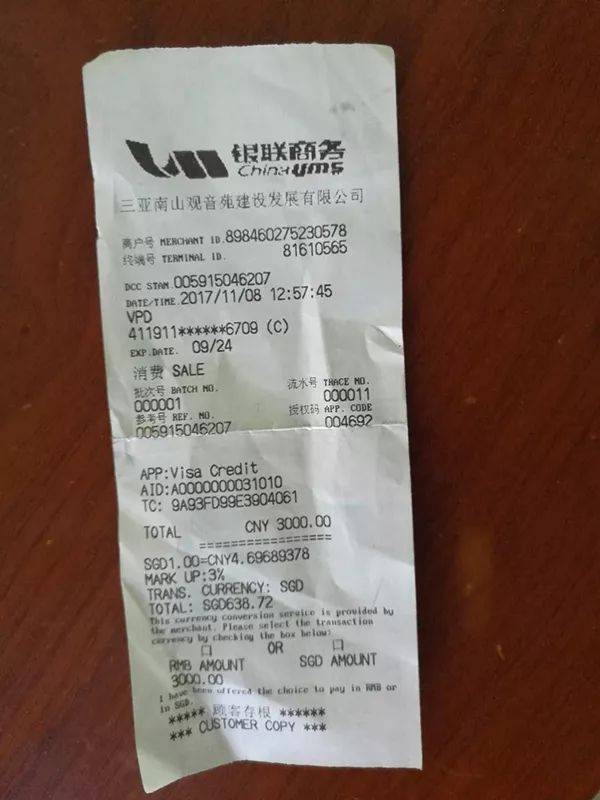 银联商务
Chinaums
三亚南山观音苑建设发展有限公司
商户号 MERCHANT ID. 898460275230578
终端号 TERMINAL ID. 81610565
DCC STAN. 005915046207
DATE/TIME. 2017/11/08 12:57:45
VPD
411911******6709 (C)
EXP.DATE. 09/24
消费 SALE
批次号 BATCH NO. 流水号 TRACE NO.
000001 000011
参考号 REF. NO. 授权码 APP. CODE
005915046207 004692
APP:Visa Credit
AID:A0000000031010
TC: 9A93FD99E3904061
TOTAL CNY 3000.00
=================
SGD1.00=CNY4.69689378
MARK UP:3%
TRANS. CURRENCY: SGD
TOTAL: SGD638.72
This currency conversion service is provided by
the merchant. Please select the transaction
currency by checking the box below:
口 OR 口
RMB AMOUNT SGD AMOUNT
3000.00
I have been offered the choice to pay in RMB or
in SGD.
***** 顾客存根 ******
*** CUSTOMER COPY ***